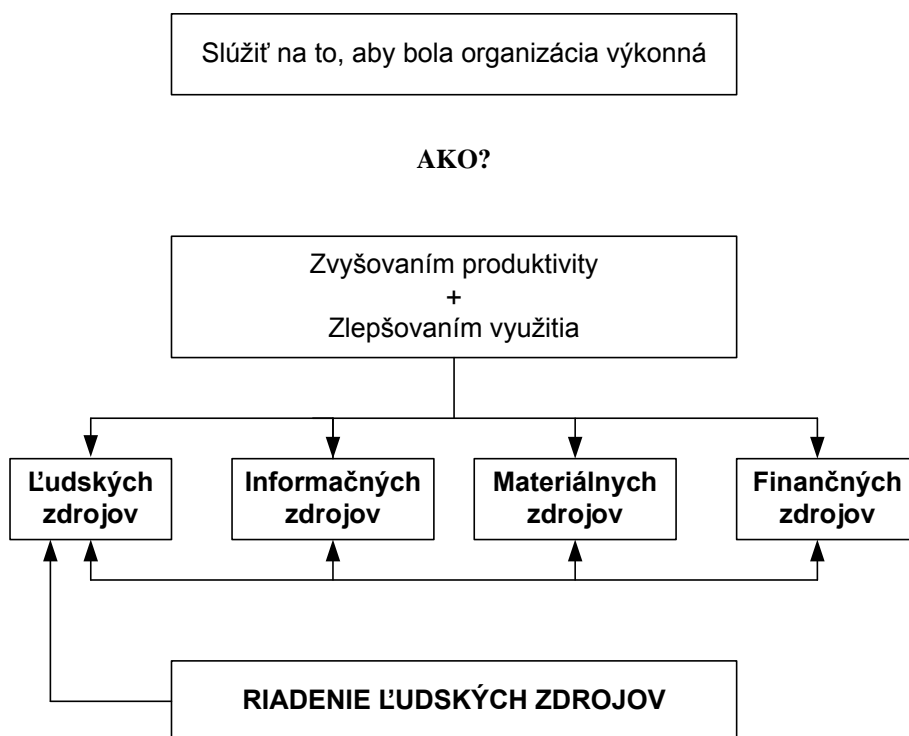 Slúžiť na to, aby bola organizácia výkonná
AKO?
Zvyšovaním produktivity
+
Zlepšovaním využitia
Ľudských
zdrojov
Informačných
zdrojov
Materiálnych
zdrojov
Finančných
zdrojov
RIADENIE ĽUDSKÝCH ZDROJOV